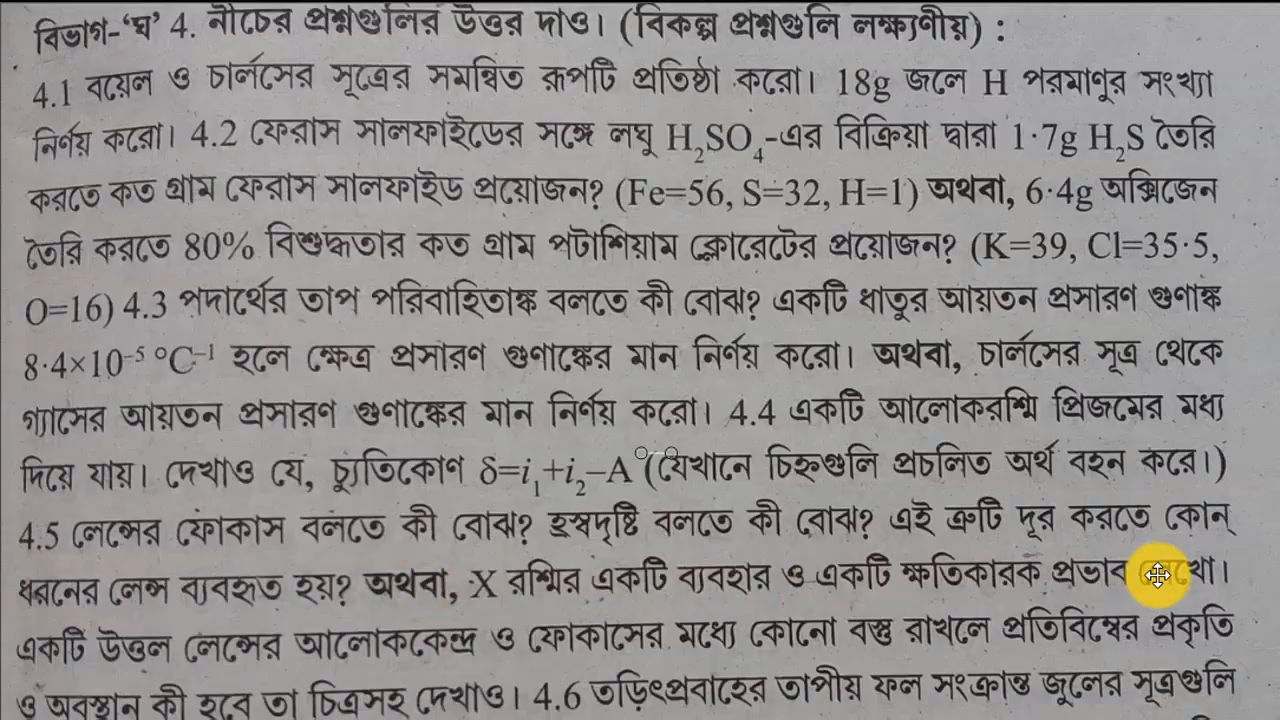 বিভাগ-‘ঘ’ 4. নীচের প্রশ্নগুলির উত্তর দাও। (বিকল্প প্রশ্নগুলি লক্ষ্যণীয়) :
4.1 বয়েল ও চার্লসের সূত্রের সমন্বিত রূপটি প্রতিষ্ঠা করো। 18g জলে H পরমাণুর সংখ্যা
নির্ণয় করো। 4.2 ফেরাস সালফাইডের সঙ্গে লঘু H₂SO₄-এর বিক্রিয়া দ্বারা 1·7g H₂S তৈরি
করতে কত গ্রাম ফেরাস সালফাইড প্রয়োজন? (Fe=56, S=32, H=1) অথবা, 6·4g অক্সিজেন
তৈরি করতে 80% বিশুদ্ধতার কত গ্রাম পটাশিয়াম ক্লোরেটের প্রয়োজন? (K=39, Cl=35·5,
O=16) 4.3 পদার্থের তাপ পরিবাহিতাঙ্ক বলতে কী বোঝ? একটি ধাতুর আয়তন প্রসারণ গুণাঙ্ক
8·4×10⁻⁵ °C⁻¹ হলে ক্ষেত্র প্রসারণ গুণাঙ্কের মান নির্ণয় করো। অথবা, চার্লসের সূত্র থেকে
গ্যাসের আয়তন প্রসারণ গুণাঙ্কের মান নির্ণয় করো। 4.4 একটি আলোকরশ্মি প্রিজমের মধ্য
দিয়ে যায়। দেখাও যে, চ্যুতিকোণ δ=i₁+i₂–A (যেখানে চিহ্নগুলি প্রচলিত অর্থ বহন করে।)
4.5 লেন্সের ফোকাস বলতে কী বোঝ? হ্রস্বদৃষ্টি বলতে কী বোঝ? এই ত্রুটি দূর করতে কোন্
ধরনের লেন্স ব্যবহৃত হয়? অথবা, X রশ্মির একটি ব্যবহার ও একটি ক্ষতিকারক প্রভাব লেখো।
একটি উত্তল লেন্সের আলোককেন্দ্র ও ফোকাসের মধ্যে কোনো বস্তু রাখলে প্রতিবিম্বের প্রকৃতি
ও অবস্থান কী হবে তা চিত্রসহ দেখাও। 4.6 তড়িৎপ্রবাহের তাপীয় ফল সংক্রান্ত জুলের সূত্রগুলি